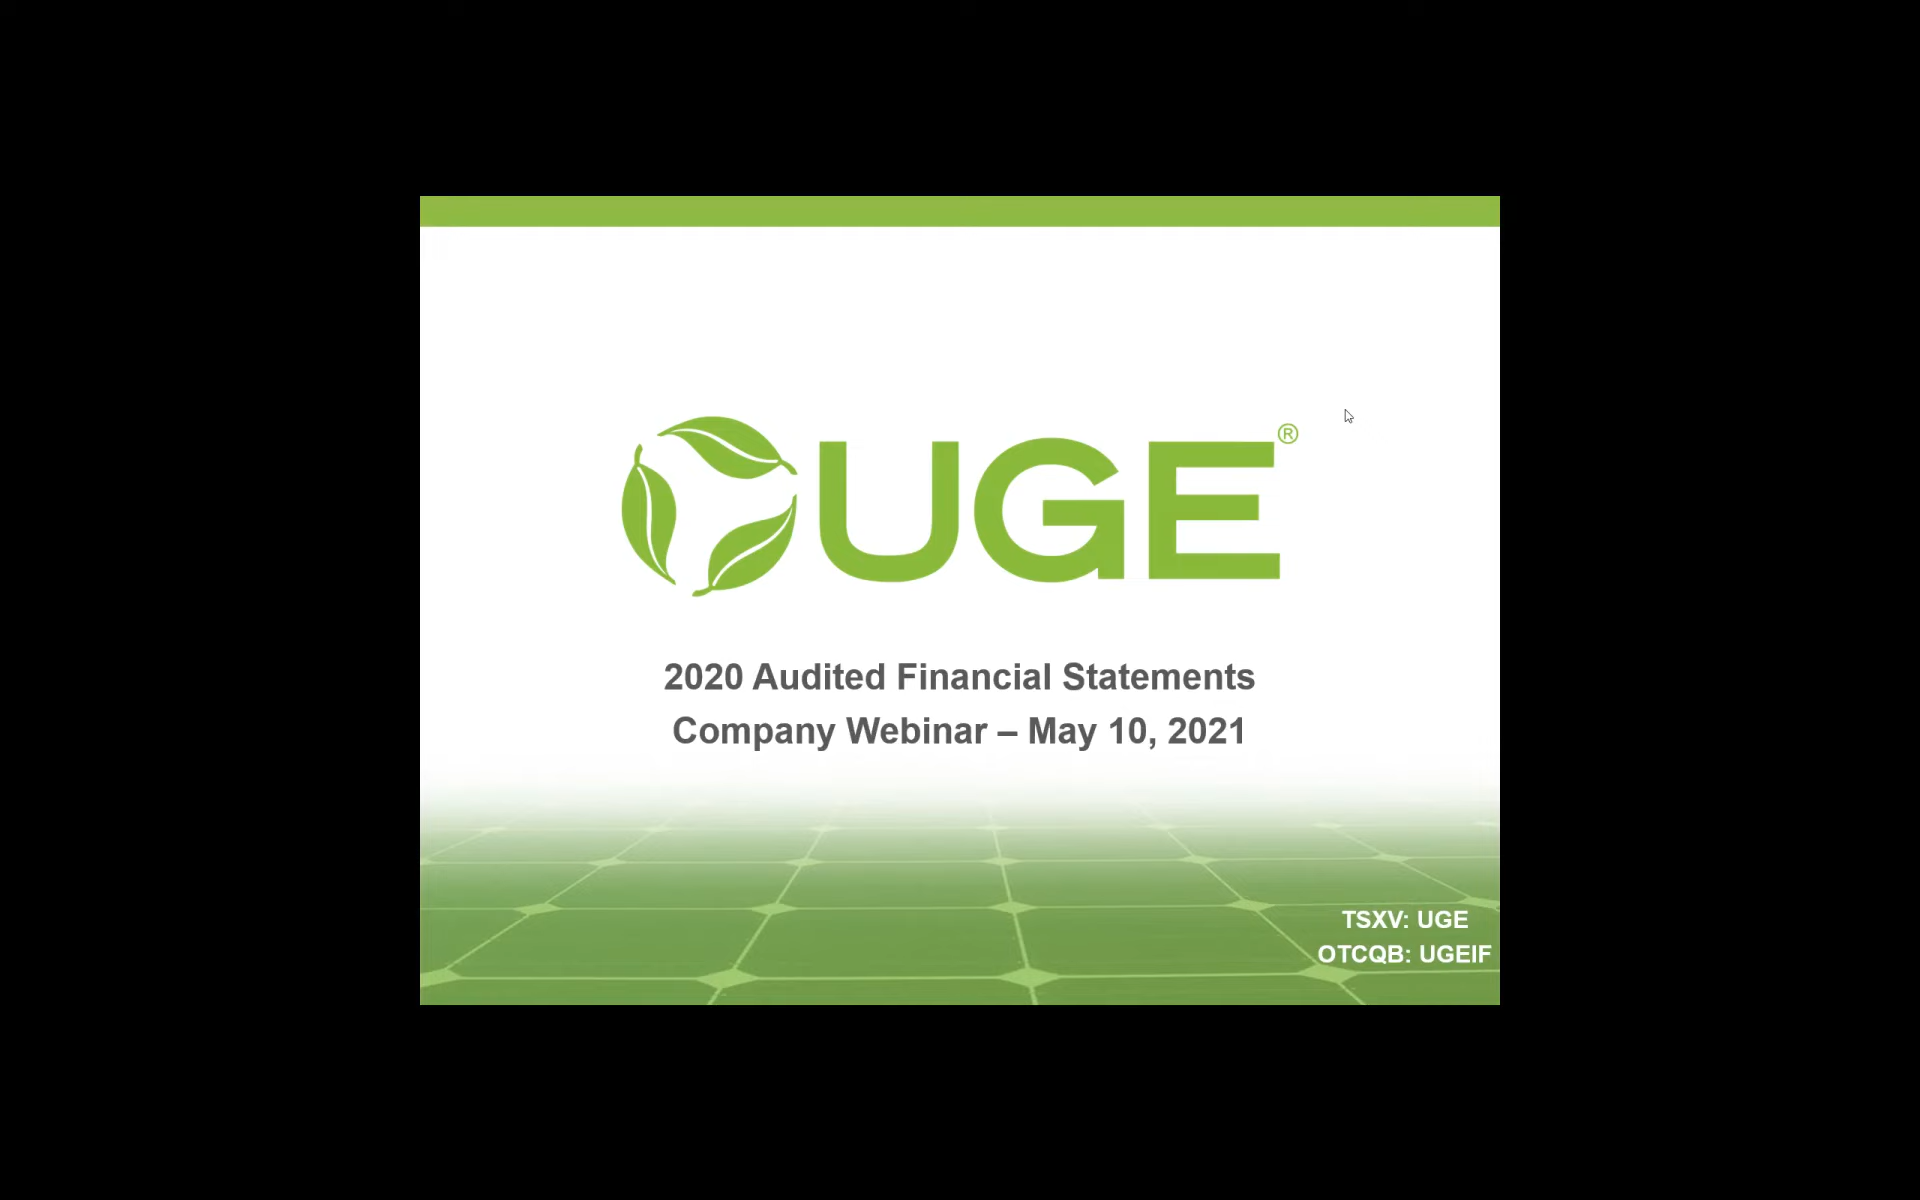 UGE®
2020 Audited Financial Statements
Company Webinar – May 10, 2021
TSXV: UGE
OTCQB: UGEIF